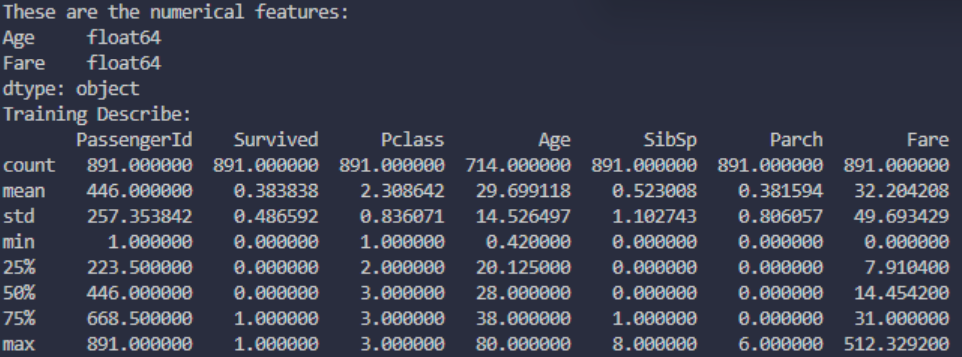 These are the numerical features:
Age     float64
Fare    float64
dtype: object
Training Describe:
       PassengerId    Survived      Pclass         Age       SibSp       Parch        Fare
count   891.000000  891.000000  891.000000  714.000000  891.000000  891.000000  891.000000
mean    446.000000    0.383838    2.308642   29.699118    0.523008    0.381594   32.204208
std     257.353842    0.486592    0.836071   14.526497    1.102743    0.806057   49.693429
min       1.000000    0.000000    1.000000    0.420000    0.000000    0.000000    0.000000
25%     223.500000    0.000000    2.000000   20.125000    0.000000    0.000000    7.910400
50%     446.000000    0.000000    3.000000   28.000000    0.000000    0.000000   14.454200
75%     668.500000    1.000000    3.000000   38.000000    1.000000    0.000000   31.000000
max     891.000000    1.000000    3.000000   80.000000    8.000000    6.000000  512.329200